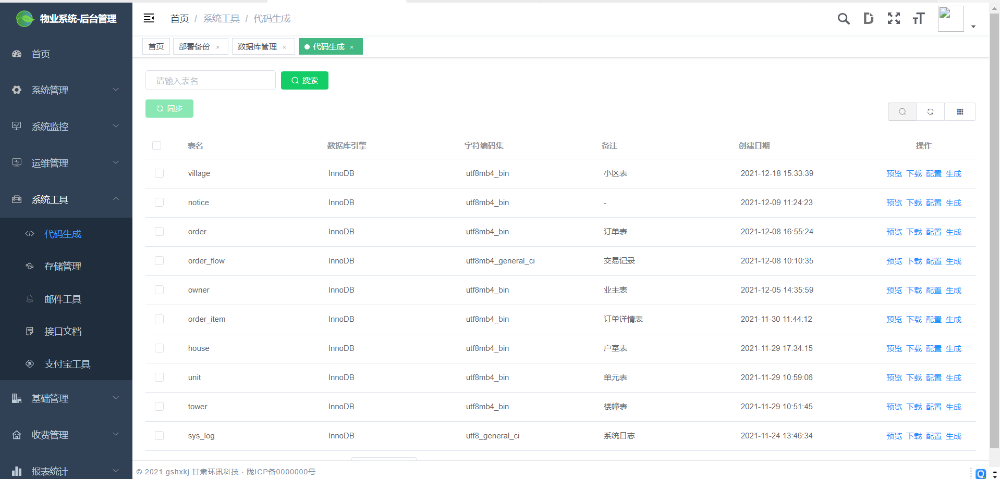 物业系统-后台管理
首页
系统管理
系统监控
运维管理
系统工具
代码生成
存储管理
邮件工具
接口文档
支付宝工具
基础管理
收费管理
报表统计
首页 / 系统工具 / 代码生成
首页 部署备份 × 数据库管理 × 代码生成 ×
请输入表名 搜索
同步
表名 数据库引擎 字符编码集 备注 创建日期 操作
village InnoDB utf8mb4_bin 小区表 2021-12-18 15:33:39 预览 下载 配置 生成
notice InnoDB utf8mb4_bin - 2021-12-09 11:24:23 预览 下载 配置 生成
order InnoDB utf8mb4_bin 订单表 2021-12-08 16:55:24 预览 下载 配置 生成
order_flow InnoDB utf8mb4_general_ci 交易记录 2021-12-08 10:10:35 预览 下载 配置 生成
owner InnoDB utf8mb4_bin 业主表 2021-12-05 14:35:59 预览 下载 配置 生成
order_item InnoDB utf8mb4_bin 订单详情表 2021-11-30 11:44:12 预览 下载 配置 生成
house InnoDB utf8mb4_bin 户室表 2021-11-29 17:34:15 预览 下载 配置 生成
unit InnoDB utf8mb4_bin 单元表 2021-11-29 10:59:06 预览 下载 配置 生成
tower InnoDB utf8mb4_bin 楼幢表 2021-11-29 10:51:45 预览 下载 配置 生成
sys_log InnoDB utf8_general_ci 系统日志 2021-11-24 13:46:34 预览 下载 配置 生成
© 2021 gshxkj 甘肃环讯科技 · 陇ICP备0000000号